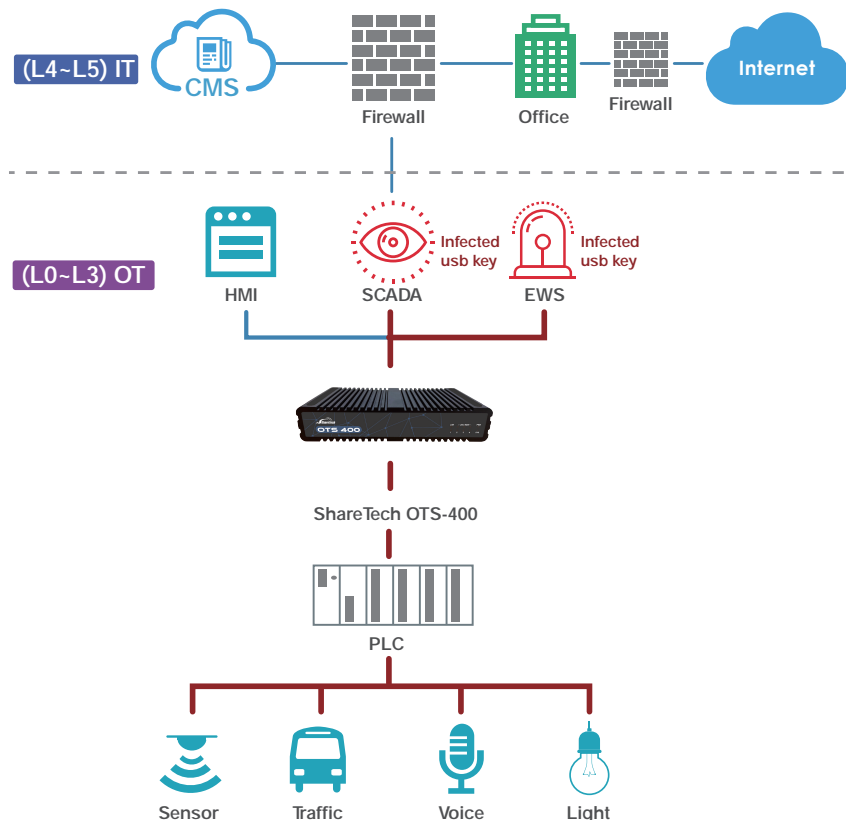 (L4~L5) IT
CMS
Firewall
Office
Firewall
Internet
(L0~L3) OT
HMI
SCADA
Infected
usb key
EWS
Infected
usb key
OTS 400
ShareTech OTS-400
PLC
Sensor
Traffic
Voice
Light